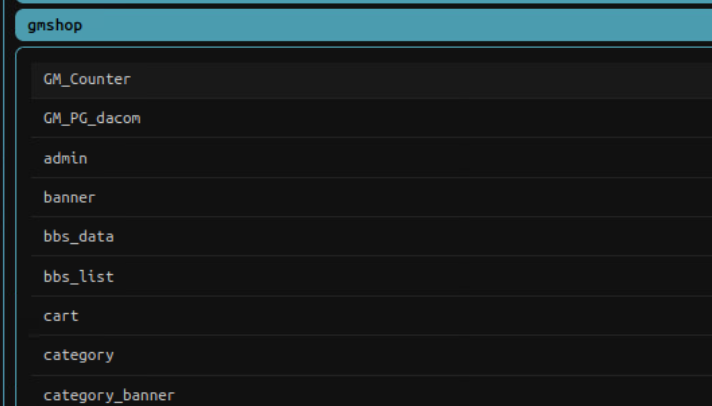 gmshop
GM_Counter
GM_PG_dacom
admin
banner
bbs_data
bbs_list
cart
category
category_banner